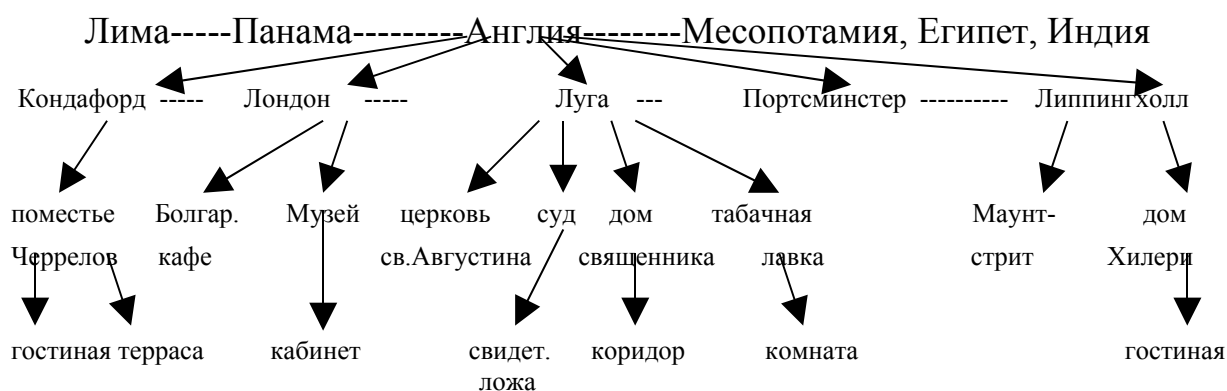 Лима-----Панама---------Англия--------Месопотамия, Египет, Индия
Кондафорд ----- Лондон ----- Луга --- Портсминстер ---------- Липпингхолл
поместье Болгар. Музей церковь суд дом табачная Маунт- дом
Черрелов кафе св.Августина священника лавка стрит Хилери
гостиная терраса кабинет свидет. коридор комната гостиная
ложа